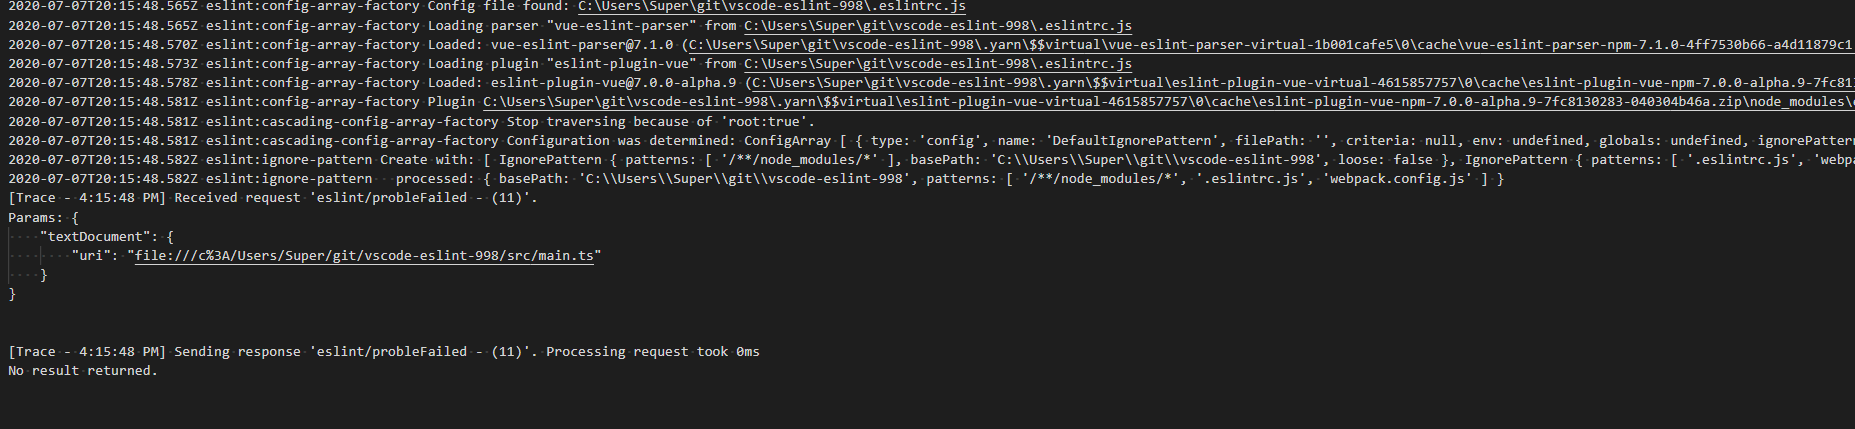 2020-07-07T20:15:48.565Z eslint:config-array-factory Config file found: C:\Users\Super\git\vscode-eslint-998\.eslintrc.js
2020-07-07T20:15:48.565Z eslint:config-array-factory Loading parser "vue-eslint-parser" from C:\Users\Super\git\vscode-eslint-998\.eslintrc.js
2020-07-07T20:15:48.570Z eslint:config-array-factory Loaded: vue-eslint-parser@7.1.0 (C:\Users\Super\git\vscode-eslint-998\.yarn\$$virtual\vue-eslint-parser-virtual-1b001cafe5\0\cache\vue-eslint-parser-npm-7.1.0-4ff7530b66-a4d11879c1
2020-07-07T20:15:48.573Z eslint:config-array-factory Loading plugin "eslint-plugin-vue" from C:\Users\Super\git\vscode-eslint-998\.eslintrc.js
2020-07-07T20:15:48.578Z eslint:config-array-factory Loaded: eslint-plugin-vue@7.0.0-alpha.9 (C:\Users\Super\git\vscode-eslint-998\.yarn\$$virtual\eslint-plugin-vue-virtual-4615857757\0\cache\eslint-plugin-vue-npm-7.0.0-alpha.9-7fc813
2020-07-07T20:15:48.581Z eslint:config-array-factory Plugin C:\Users\Super\git\vscode-eslint-998\.yarn\$$virtual\eslint-plugin-vue-virtual-4615857757\0\cache\eslint-plugin-vue-npm-7.0.0-alpha.9-7fc8130283-040304b46a.zip\node_modules\
2020-07-07T20:15:48.581Z eslint:cascading-config-array-factory Stop traversing because of 'root:true'.
2020-07-07T20:15:48.581Z eslint:cascading-config-array-factory Configuration was determined: ConfigArray [ { type: 'config', name: 'DefaultIgnorePattern', filePath: '', criteria: null, env: undefined, globals: undefined, ignorePattern
2020-07-07T20:15:48.582Z eslint:ignore-pattern Create with: [ IgnorePattern { patterns: [ '/**/node_modules/*' ], basePath: 'C:\\Users\\Super\\git\\vscode-eslint-998', loose: false }, IgnorePattern { patterns: [ '.eslintrc.js', 'webpa
2020-07-07T20:15:48.582Z eslint:ignore-pattern   processed: { basePath: 'C:\\Users\\Super\\git\\vscode-eslint-998', patterns: [ '/**/node_modules/*', '.eslintrc.js', 'webpack.config.js' ] }
[Trace - 4:15:48 PM] Received request 'eslint/probleFailed - (11)'.
Params: {
    "textDocument": {
        "uri": "file:///c%3A/Users/Super/git/vscode-eslint-998/src/main.ts"
    }
}
[Trace - 4:15:48 PM] Sending response 'eslint/probleFailed - (11)'. Processing request took 0ms
No result returned.